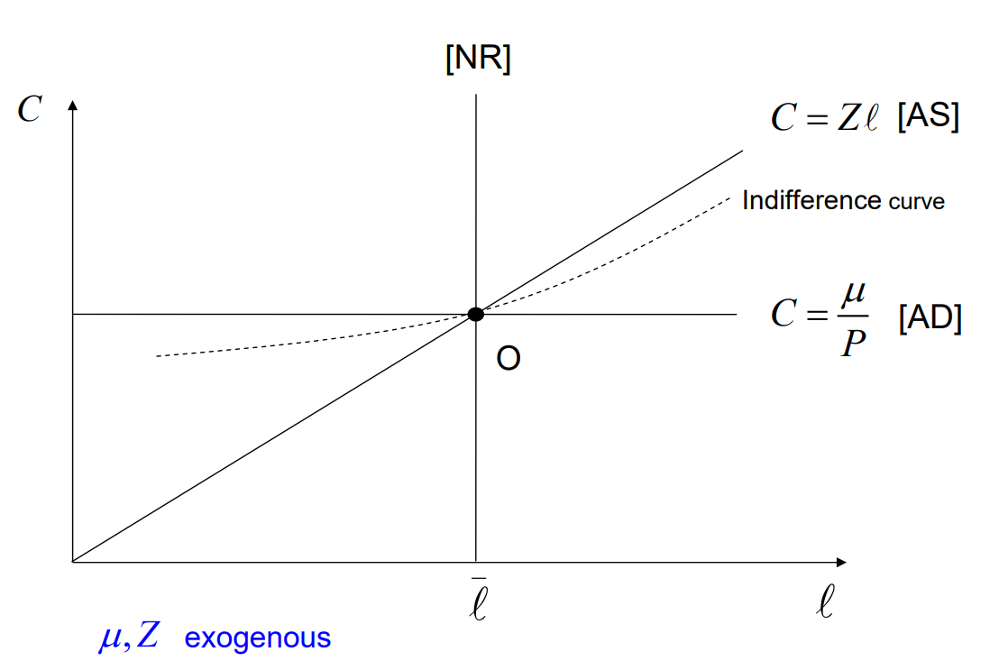 [NR]
C
C = Zℓ [AS]
Indifference curve
C = μ/P [AD]
O
ℓ̄
ℓ
μ, Z exogenous